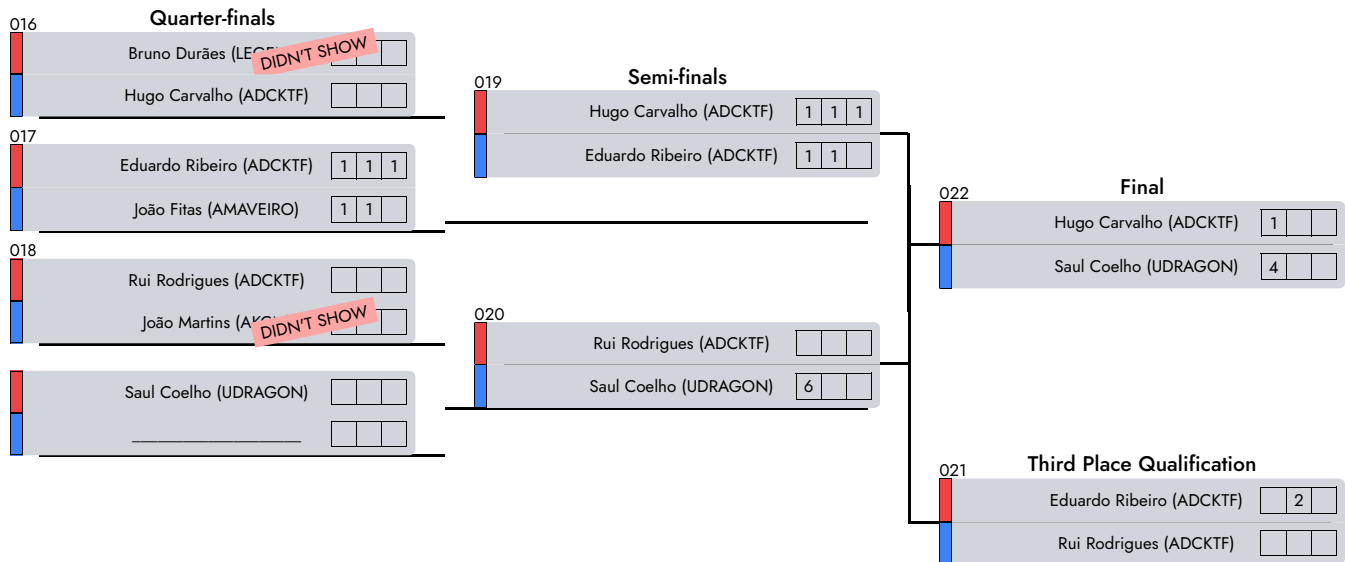 Quarter-finals
016
Bruno Durães
DIDN'T SHOW
Hugo Carvalho (ADCKTF)
017
Eduardo Ribeiro (ADCKTF) 1 1 1
João Fitas (AMAVEIRO) 1 1
018
Rui Rodrigues (ADCKTF)
João Martins
DIDN'T SHOW
Saul Coelho (UDRAGON)
Semi-finals
019
Hugo Carvalho (ADCKTF) 1 1 1
Eduardo Ribeiro (ADCKTF) 1 1
020
Rui Rodrigues (ADCKTF)
Saul Coelho (UDRAGON) 6
Final
022
Hugo Carvalho (ADCKTF) 1
Saul Coelho (UDRAGON) 4
Third Place Qualification
021
Eduardo Ribeiro (ADCKTF) 2
Rui Rodrigues (ADCKTF)